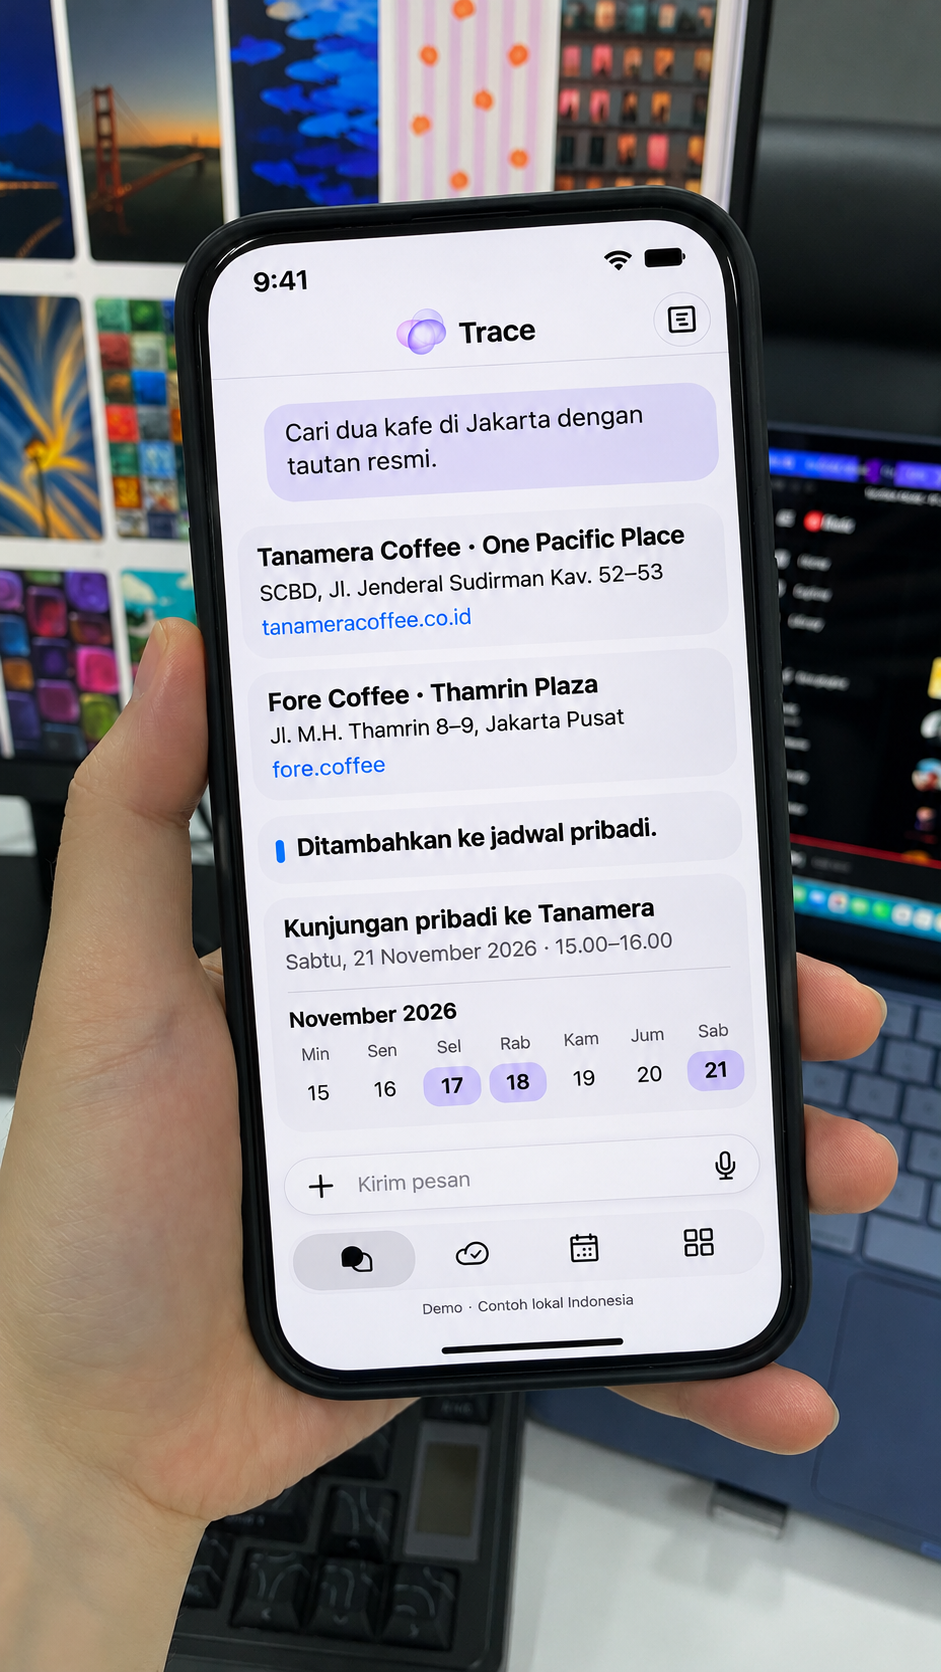 9:41
Trace
Cari dua kafe di Jakarta dengan
tautan resmi.
Tanamera Coffee · One Pacific Place
SCBD, Jl. Jenderal Sudirman Kav. 52–53
tanameracoffee.co.id
Fore Coffee · Thamrin Plaza
Jl. M.H. Thamrin 8–9, Jakarta Pusat
fore.coffee
Ditambahkan ke jadwal pribadi.
Kunjungan pribadi ke Tanamera
Sabtu, 21 November 2026 · 15.00–16.00
November 2026
Min Sen Sel Rab Kam Jum Sab
15 16 17 18 19 20 21
Kirim pesan
Demo · Contoh lokal Indonesia